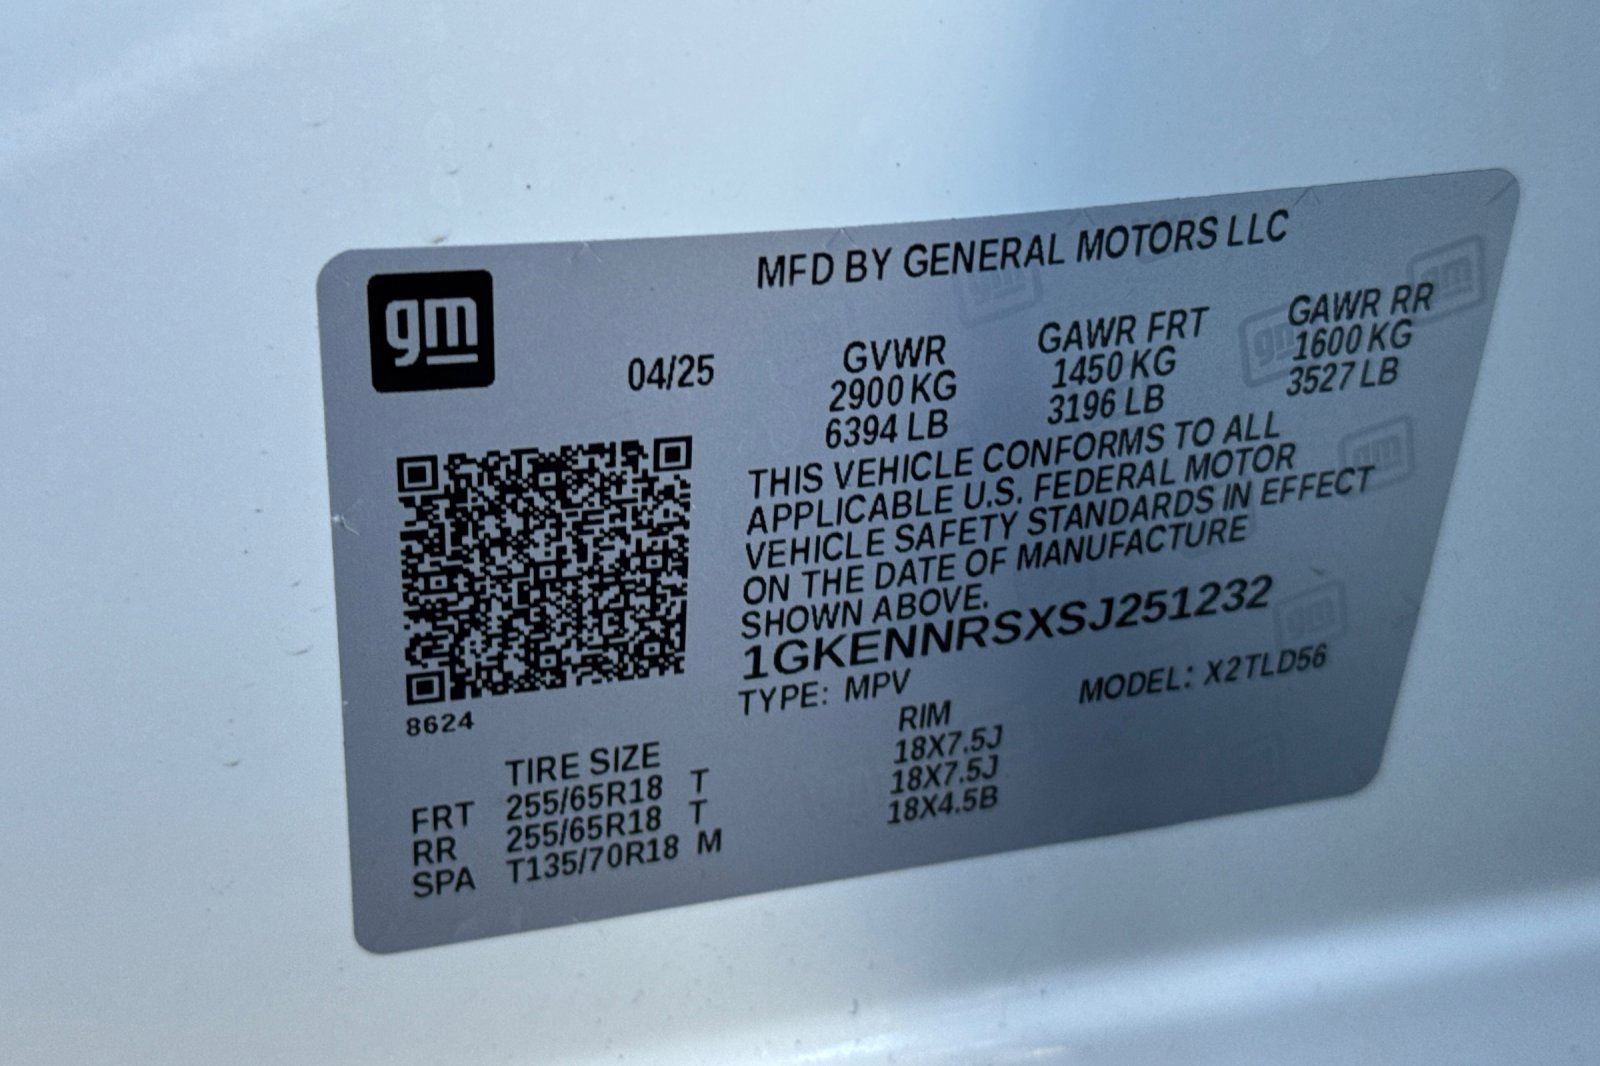 gm
MFD BY GENERAL MOTORS LLC
04/25
GVWR GAWR FRT GAWR RR
2900 KG 1450 KG 1600 KG
6394 LB 3196 LB 3527 LB
THIS VEHICLE CONFORMS TO ALL
APPLICABLE U.S. FEDERAL MOTOR
VEHICLE SAFETY STANDARDS IN EFFECT
ON THE DATE OF MANUFACTURE
SHOWN ABOVE.
1GKENNRSXSJ251232
TYPE: MPV MODEL: X2TLD56
8624
TIRE SIZE RIM
FRT 255/65R18 T 18X7.5J
RR 255/65R18 T 18X7.5J
SPA T135/70R18 M 18X4.5B